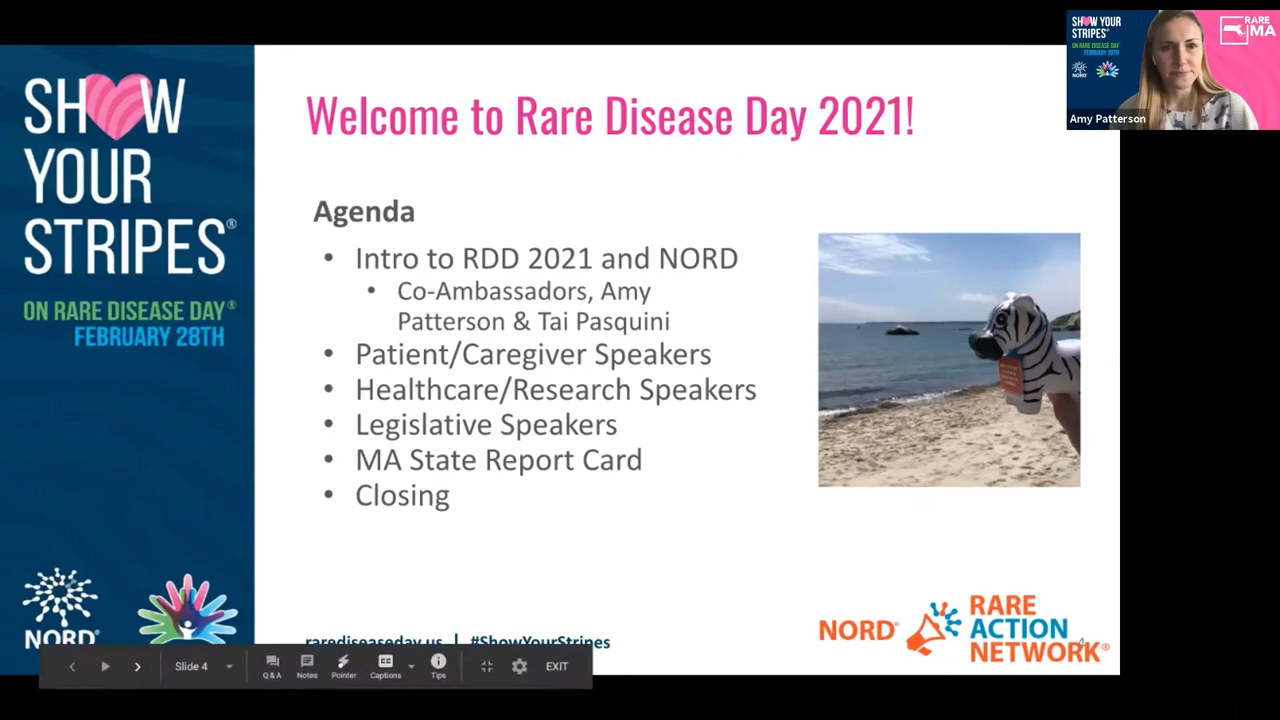 SHOW
YOUR
STRIPES®
ON RARE DISEASE DAY®
FEBRUARY 28TH
NORD®
Welcome to Rare Disease Day 2021!
Agenda
• Intro to RDD 2021 and NORD
• Co-Ambassadors, Amy
Patterson & Tai Pasquini
• Patient/Caregiver Speakers
• Healthcare/Research Speakers
• Legislative Speakers
• MA State Report Card
• Closing
rarediseaseday.us | #ShowYourStripes
NORD®
RARE
ACTION
NETWORK®
4
SHOW YOUR
STRIPES®
ON RARE DISEASE DAY
FEBRUARY 28TH
NORD
RARE
MA
Amy Patterson
Slide 4
Q & A
Notes
Pointer
Captions
Tips
EXIT